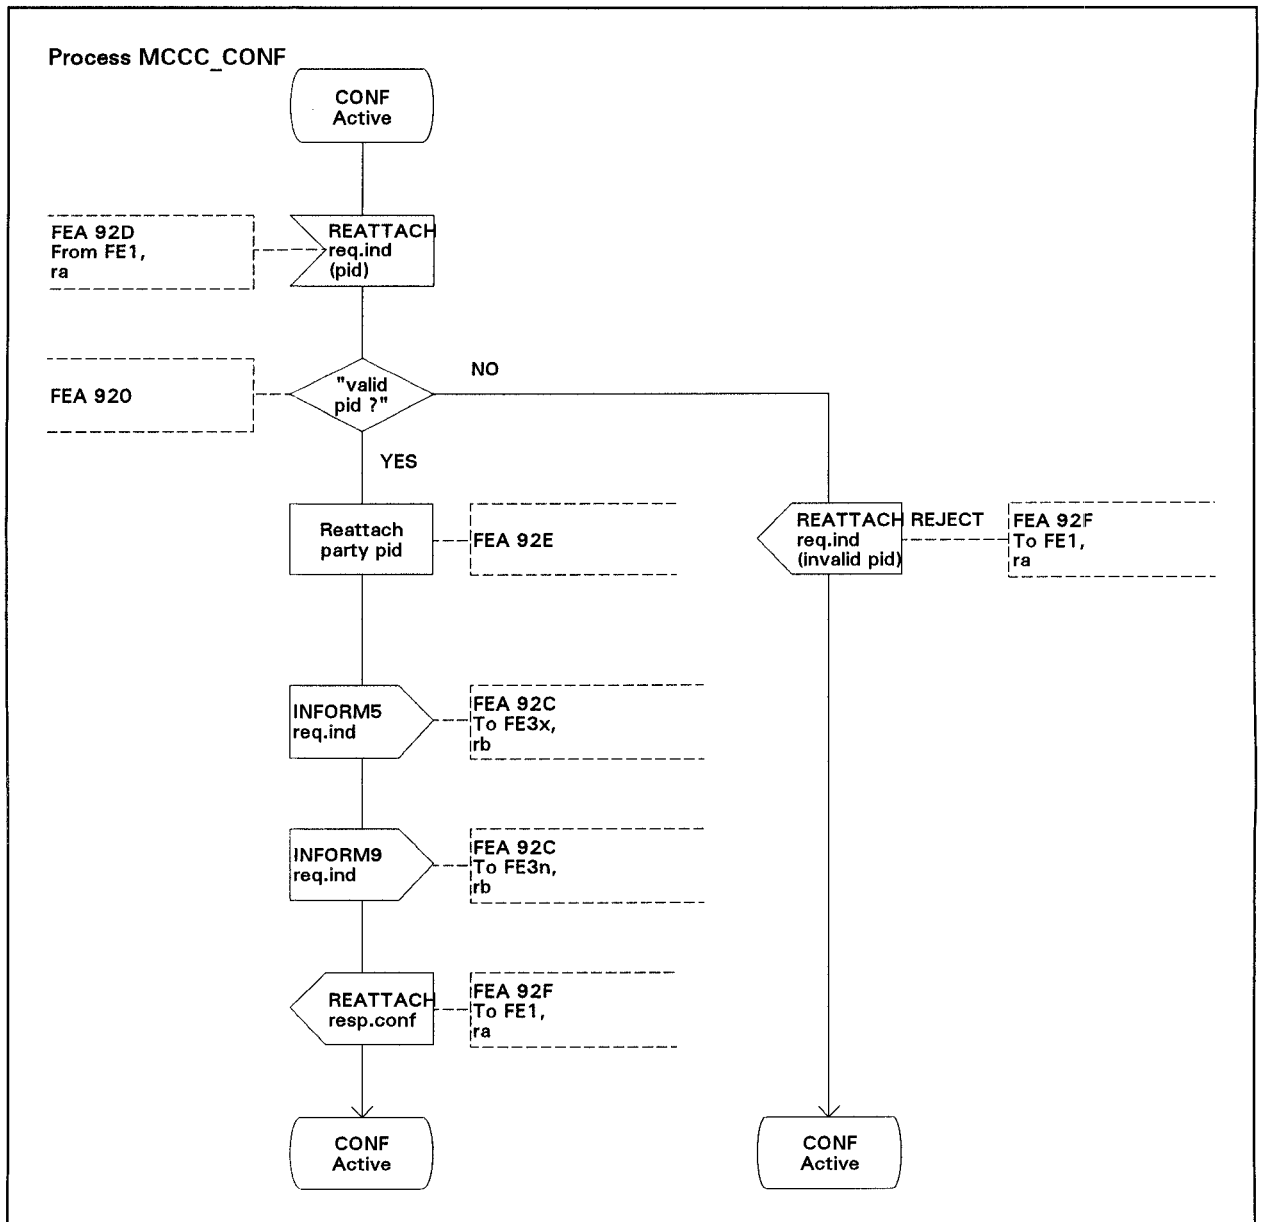 Process MCCC_CONF
CONF
Active
FEA 92D
From FE1,
ra
REATTACH
req.ind
(pid)
FEA 920
"valid
pid ?"
NO
YES
Reattach
party pid
FEA 92E
REATTACH REJECT
req.ind
(invalid pid)
FEA 92F
To FE1,
ra
INFORM5
req.ind
FEA 92C
To FE3x,
rb
INFORM9
req.ind
FEA 92C
To FE3n,
rb
REATTACH
resp.conf
FEA 92F
To FE1,
ra
CONF
Active
CONF
Active